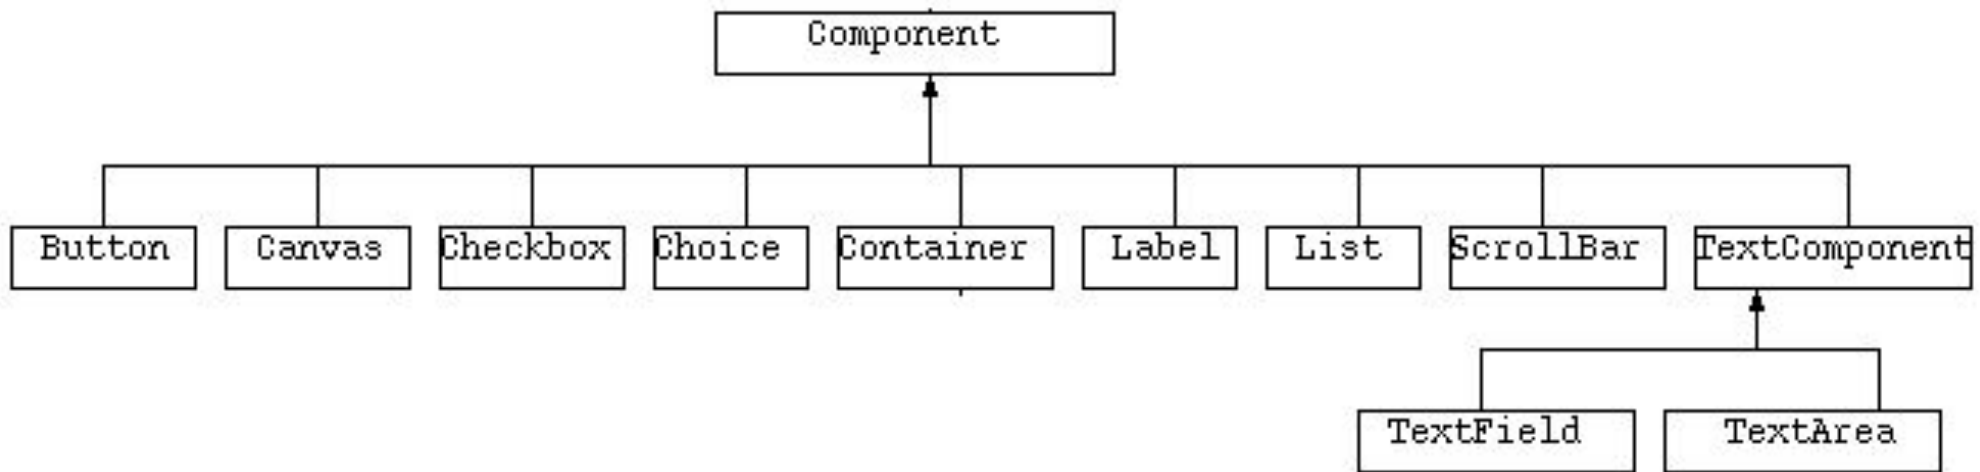 Component
Button Canvas Checkbox Choice Container Label List ScrollBar TextComponent
TextField TextArea